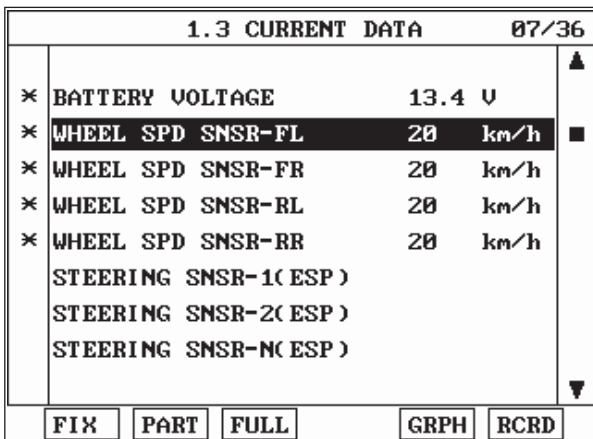 1.3 CURRENT DATA 07/36
* BATTERY VOLTAGE 13.4 V
* WHEEL SPD SNSR-FL 20 km/h
* WHEEL SPD SNSR-FR 20 km/h
* WHEEL SPD SNSR-RL 20 km/h
* WHEEL SPD SNSR-RR 20 km/h
STEERING SNSR-1(ESP)
STEERING SNSR-2(ESP)
STEERING SNSR-N(ESP)
FIX PART FULL GRPH RCRD